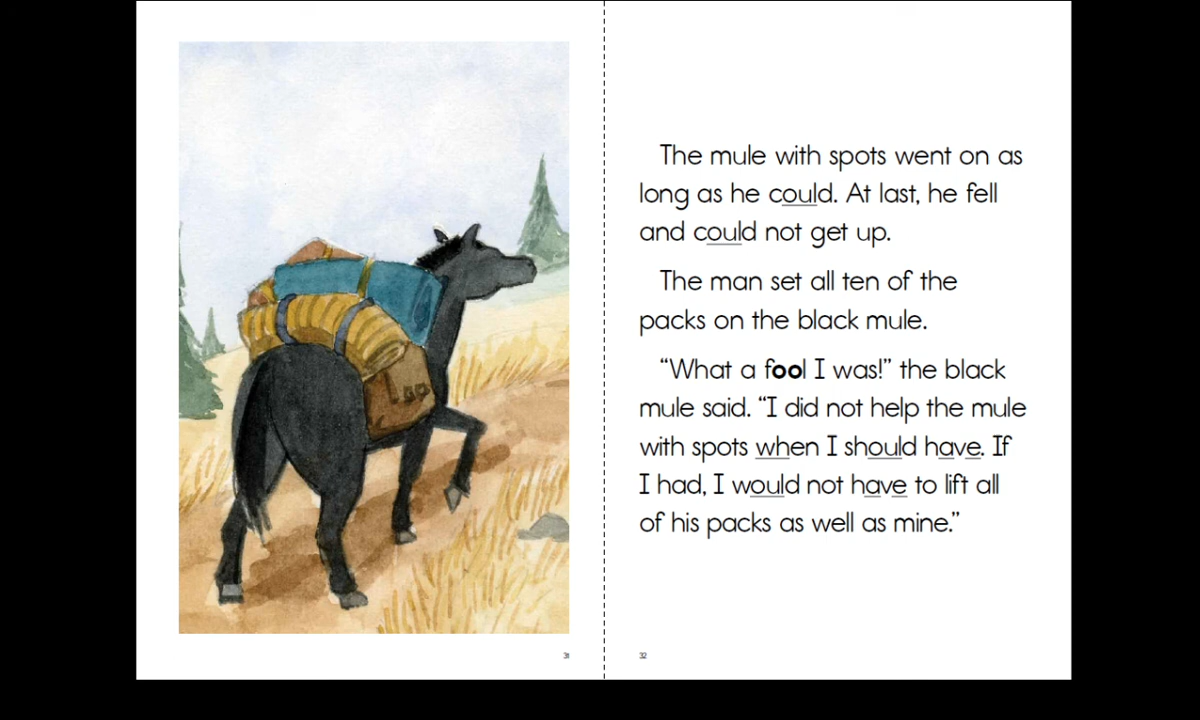 The mule with spots went on as
long as he could. At last, he fell
and could not get up.
The man set all ten of the
packs on the black mule.
“What a fool I was!” the black
mule said. “I did not help the mule
with spots when I should have. If
I had, I would not have to lift all
of his packs as well as mine.”
31
32